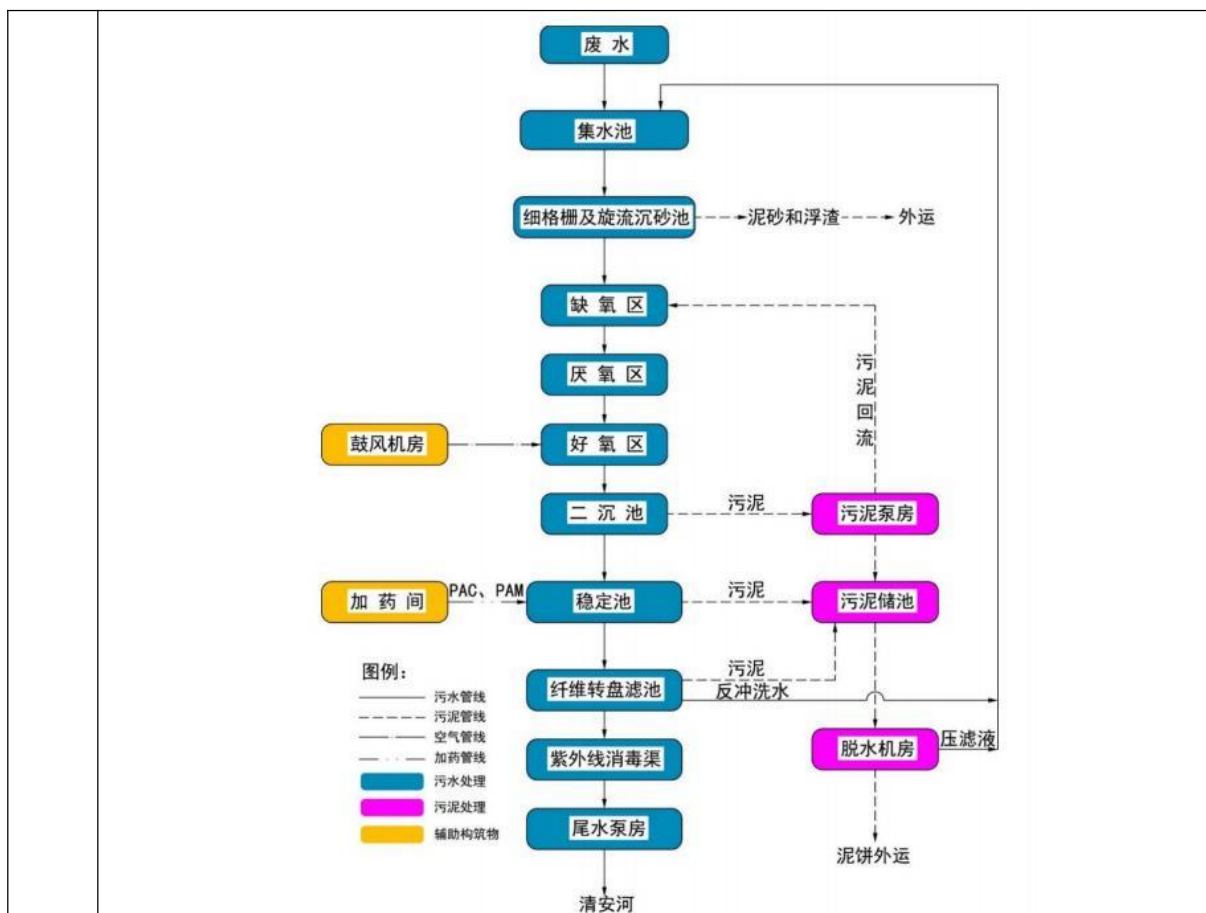 废 水
集水池
细格栅及旋流沉砂池
泥砂和浮渣
外运
缺 氧 区
厌 氧 区
污泥回流
鼓风机房
好 氧 区
二 沉 池
污泥
污泥泵房
加 药 间
PAC、PAM
稳定池
污泥
污泥储池
纤维转盘滤池
污泥
反冲洗水
紫外线消毒渠
脱水机房
压滤液
尾水泵房
泥饼外运
清安河
图例：
污水管线
污泥管线
空气管线
加药管线
污水处理
污泥处理
辅助构筑物